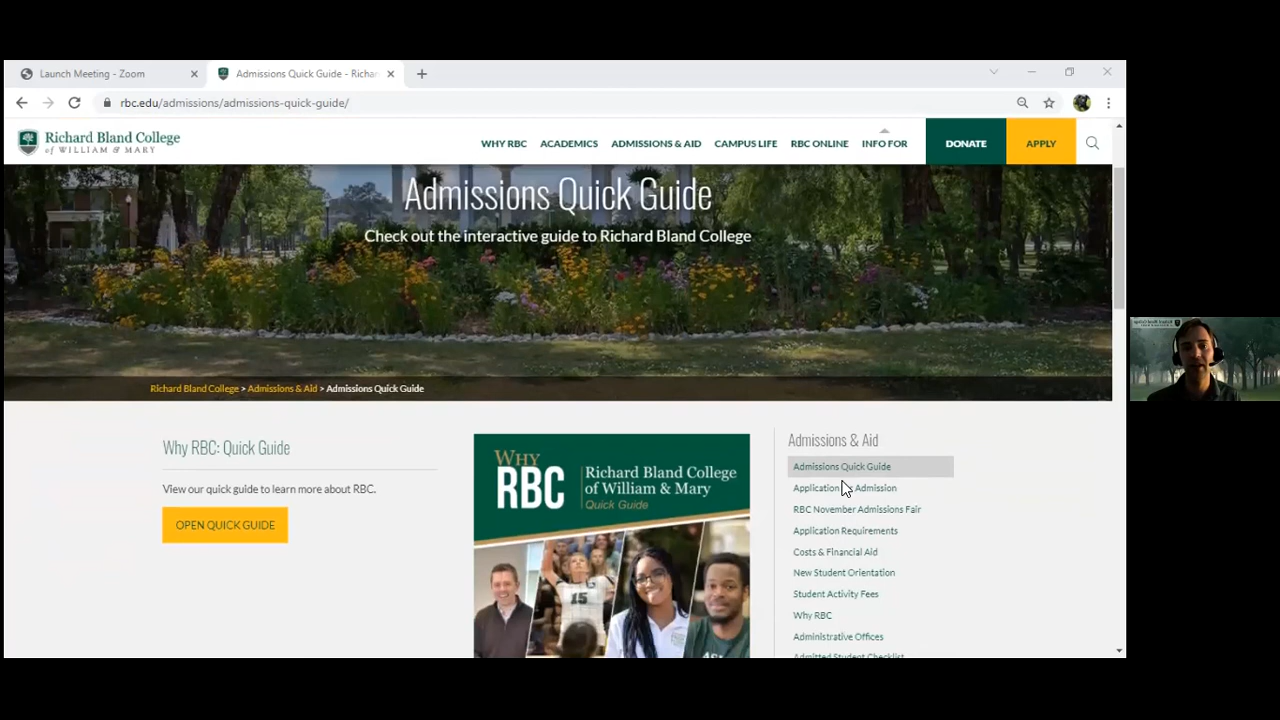 Launch Meeting - Zoom
Admissions Quick Guide - Richar
rbc.edu/admissions/admissions-quick-guide/
Richard Bland College
of WILLIAM & MARY
WHY RBC
ACADEMICS
ADMISSIONS & AID
CAMPUS LIFE
RBC ONLINE
INFO FOR
DONATE
APPLY
Admissions Quick Guide
Check out the interactive guide to Richard Bland College
Richard Bland College > Admissions & Aid > Admissions Quick Guide
Why RBC: Quick Guide
View our quick guide to learn more about RBC.
OPEN QUICK GUIDE
WHY
RBC
Richard Bland College
of William & Mary
Quick Guide
15
Admissions & Aid
Admissions Quick Guide
Application Admission
RBC November Admissions Fair
Application Requirements
Costs & Financial Aid
New Student Orientation
Student Activity Fees
Why RBC
Administrative Offices
Admitted Student Checklist